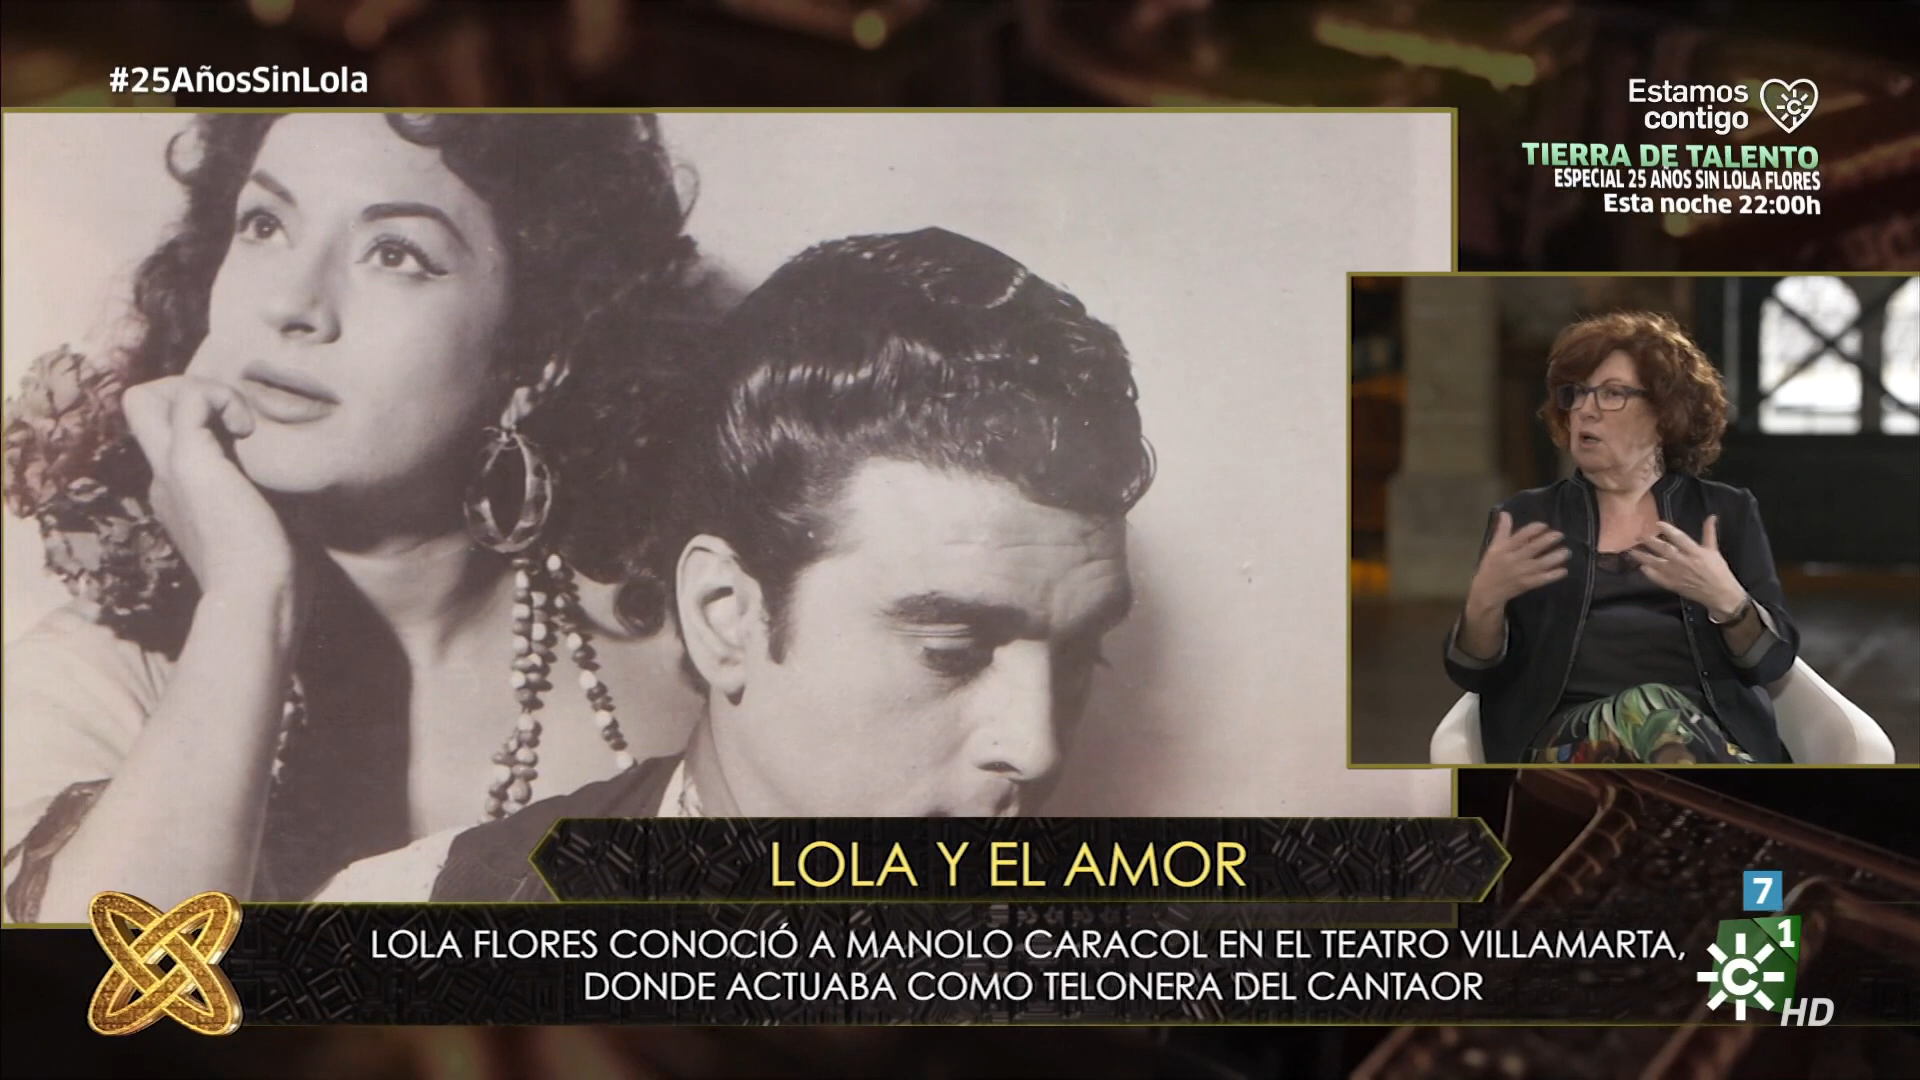 #25AñosSinLola
Estamos
contigo
TIERRA DE TALENTO
ESPECIAL 25 AÑOS SIN LOLA FLORES
Esta noche 22:00h
LOLA Y EL AMOR
LOLA FLORES CONOCIÓ A MANOLO CARACOL EN EL TEATRO VILLAMARTA,
DONDE ACTUABA COMO TELONERA DEL CANTAOR
7
1
C
HD